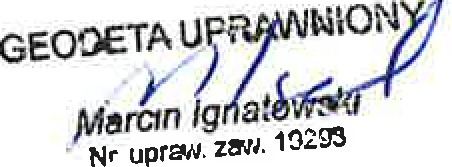 GEODETA UPRAWNIONY
Marcin Ignatowski
Nr upraw. zaw. 13293